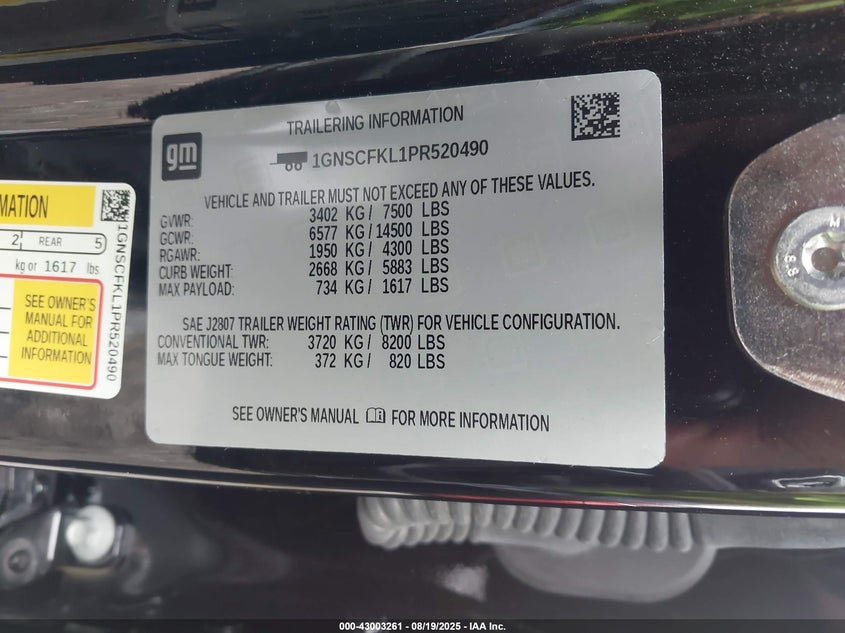 MATION
2 REAR 5
kg or 1617 lbs.
SEE OWNER'S
MANUAL FOR
ADDITIONAL
INFORMATION
1GNSCFKL1PR520490
gm
TRAILERING INFORMATION
1GNSCFKL1PR520490
VEHICLE AND TRAILER MUST NOT EXCEED ANY OF THESE VALUES.
GVWR: 3402 KG / 7500 LBS
GCWR: 6577 KG / 14500 LBS
RGAWR: 1950 KG / 4300 LBS
CURB WEIGHT: 2668 KG / 5883 LBS
MAX PAYLOAD: 734 KG / 1617 LBS
SAE J2807 TRAILER WEIGHT RATING (TWR) FOR VEHICLE CONFIGURATION.
CONVENTIONAL TWR: 3720 KG / 8200 LBS
MAX TONGUE WEIGHT: 372 KG / 820 LBS
SEE OWNER'S MANUAL FOR MORE INFORMATION
000-43003261 - 08/19/2025 - IAA Inc.